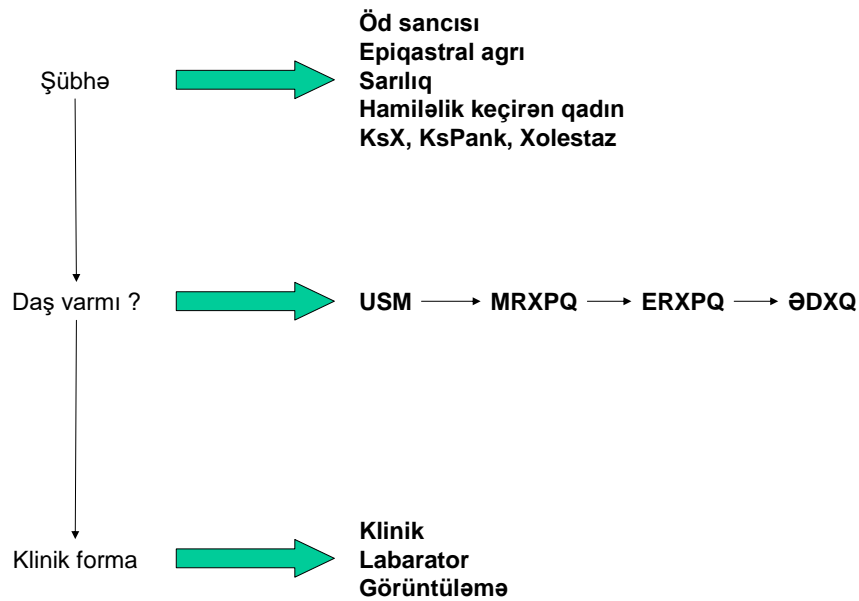 Şübhə
Öd sancısı
Epiqastral agrı
Sarılıq
Hamiləlik keçirən qadın
KsX, KsPank, Xolestaz
Daş varmı ?
USM MRXPQ ERXPQ ƏDXQ
Klinik forma
Klinik
Labarator
Görüntüləmə